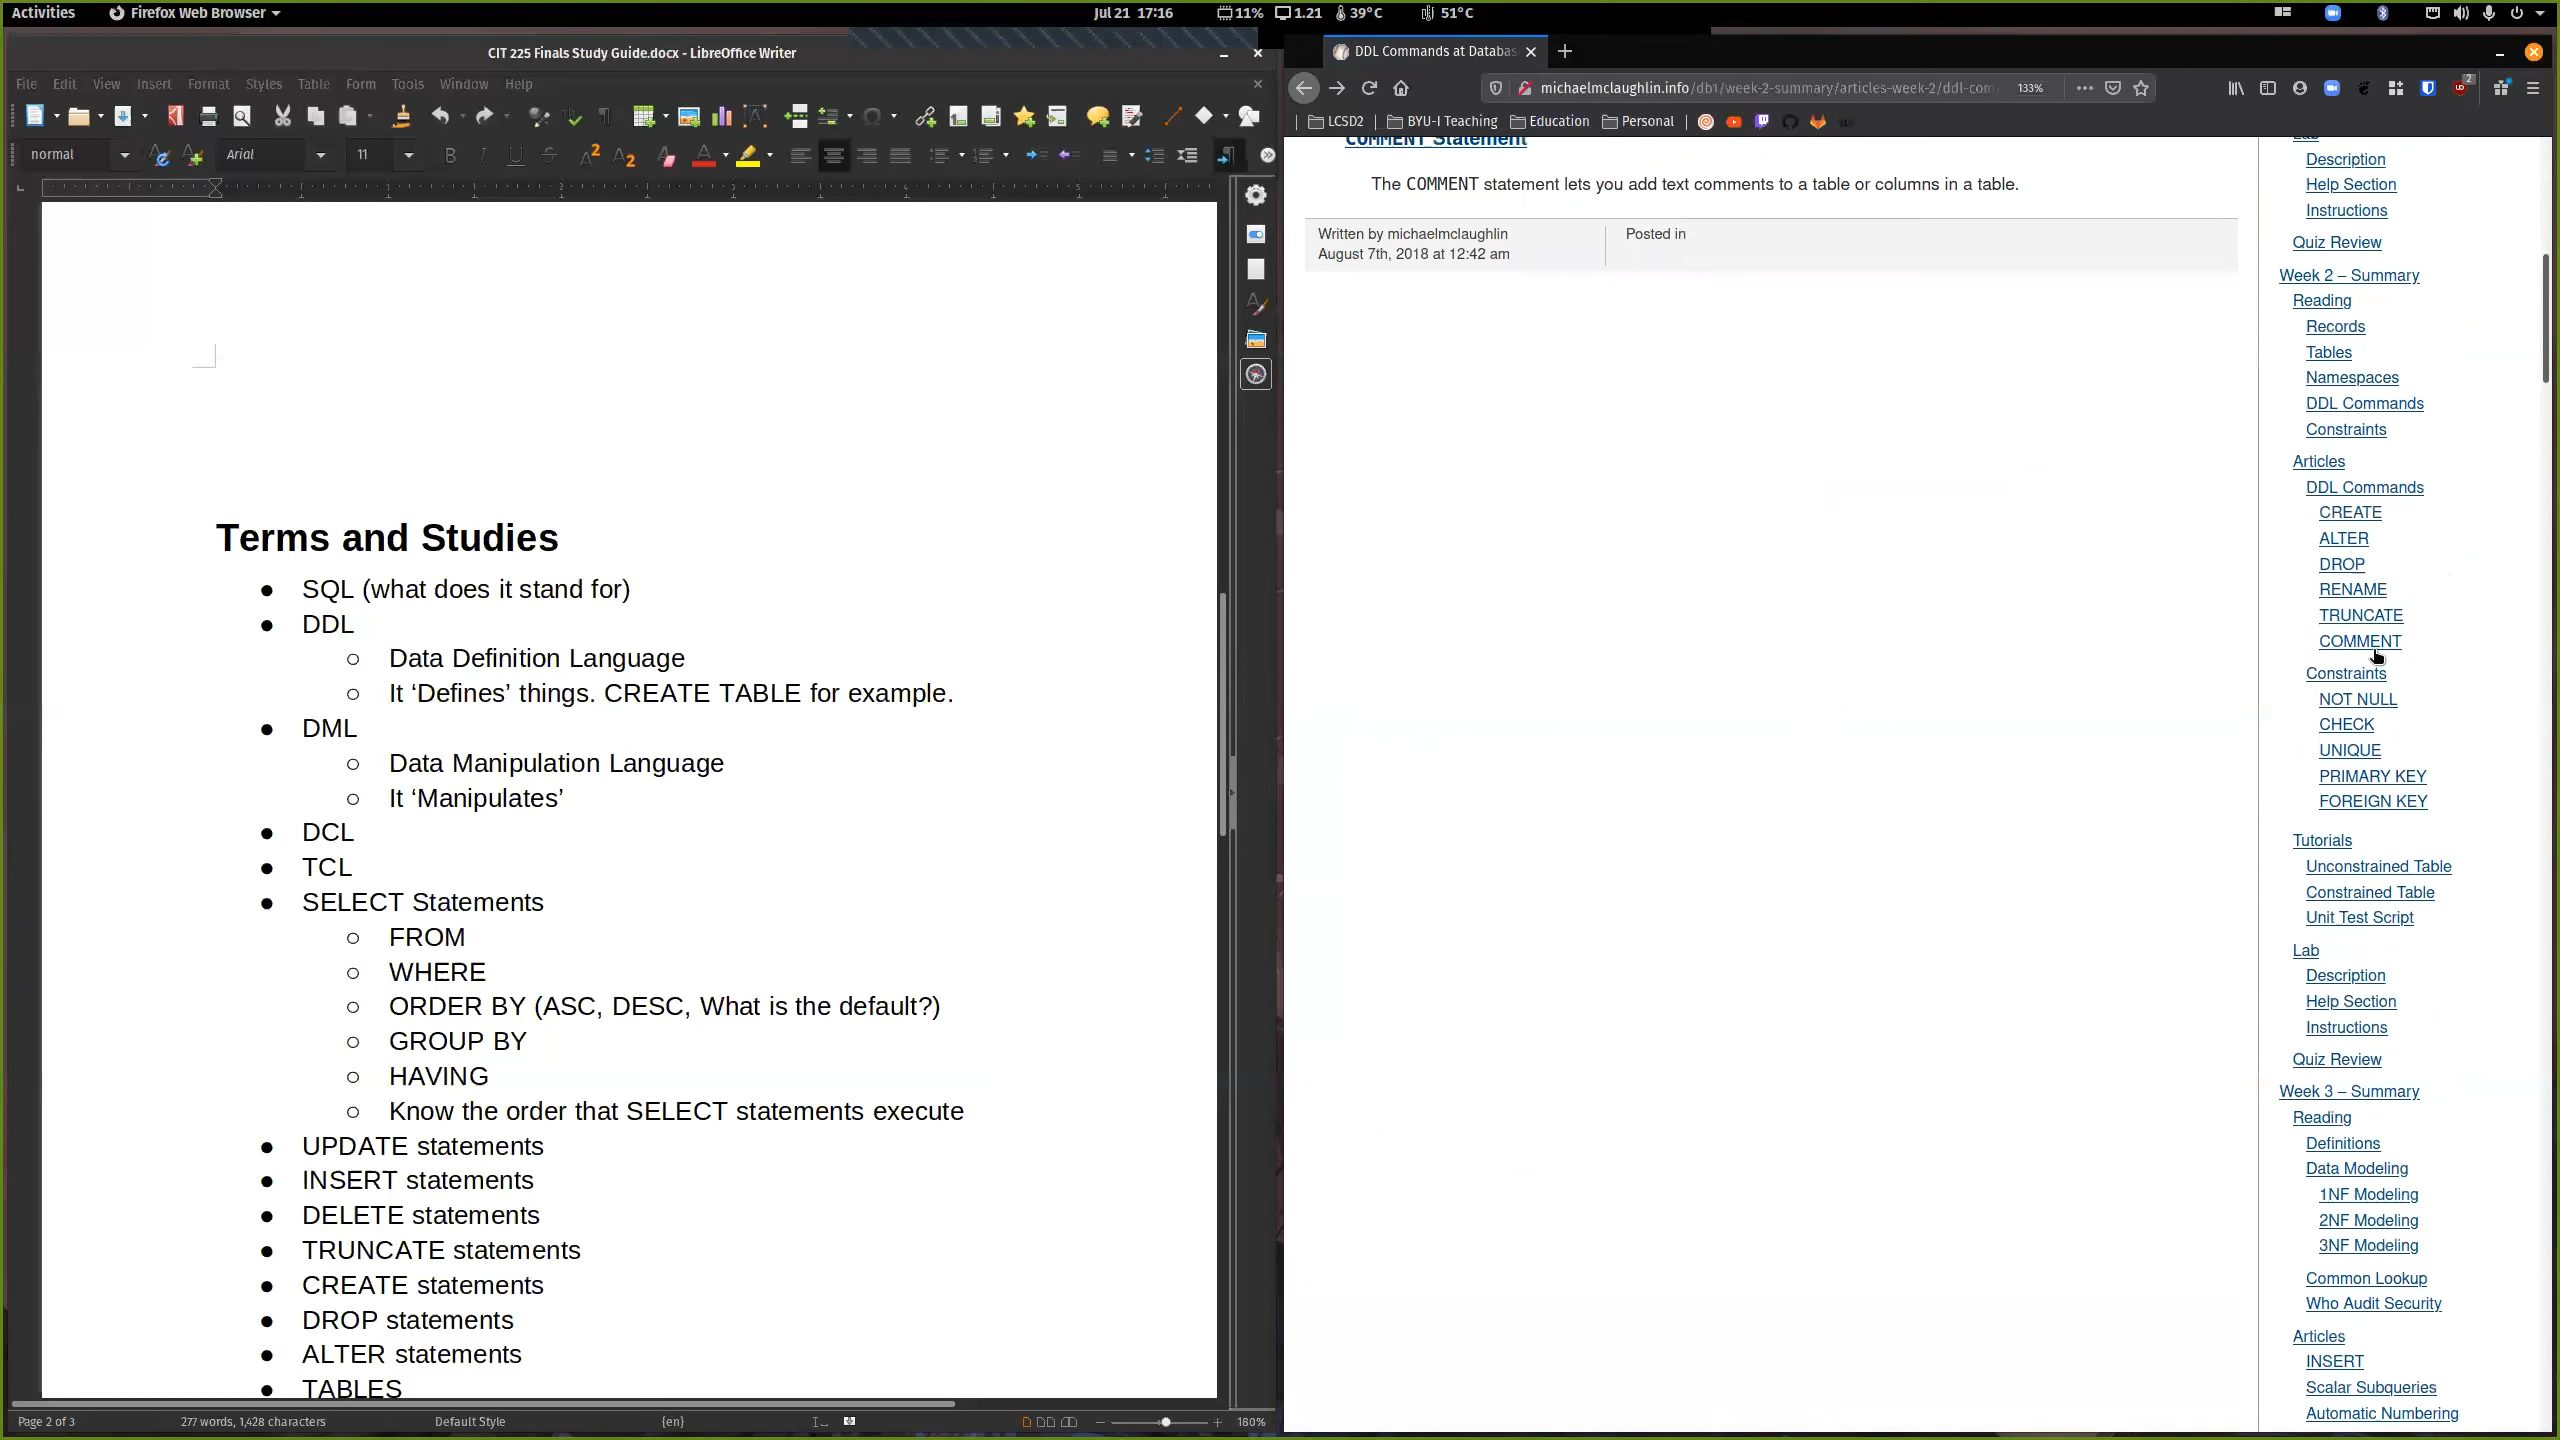 Activities
Firefox Web Browser
Jul 21 17:16
11%
1.21
39°C
51°C
CIT 225 Finals Study Guide.docx - LibreOffice Writer
File Edit View Insert Format Styles Table Form Tools Window Help
normal
Arial
11
Terms and Studies
● SQL (what does it stand for)
● DDL
○ Data Definition Language
○ It ‘Defines’ things. CREATE TABLE for example.
● DML
○ Data Manipulation Language
○ It ‘Manipulates’
● DCL
● TCL
● SELECT Statements
○ FROM
○ WHERE
○ ORDER BY (ASC, DESC, What is the default?)
○ GROUP BY
○ HAVING
○ Know the order that SELECT statements execute
● UPDATE statements
● INSERT statements
● DELETE statements
● TRUNCATE statements
● CREATE statements
● DROP statements
● ALTER statements
● TABLES
Page 2 of 3
277 words, 1,428 characters
Default Style
{en}
180%
DDL Commands at Databas
michaelmclaughlin.info/db1/week-2-summary/articles-week-2/ddl-com
133%
2
LCSD2
BYU-I Teaching
Education
Personal
COMMENT Statement
The COMMENT statement lets you add text comments to a table or columns in a table.
Written by michaelmclaughlin
August 7th, 2018 at 12:42 am
Posted in
Lab
Description
Help Section
Instructions
Quiz Review
Week 2 – Summary
Reading
Records
Tables
Namespaces
DDL Commands
Constraints
Articles
DDL Commands
CREATE
ALTER
DROP
RENAME
TRUNCATE
COMMENT
Constraints
NOT NULL
CHECK
UNIQUE
PRIMARY KEY
FOREIGN KEY
Tutorials
Unconstrained Table
Constrained Table
Unit Test Script
Lab
Description
Help Section
Instructions
Quiz Review
Week 3 – Summary
Reading
Definitions
Data Modeling
1NF Modeling
2NF Modeling
3NF Modeling
Common Lookup
Who Audit Security
Articles
INSERT
Scalar Subqueries
Automatic Numbering